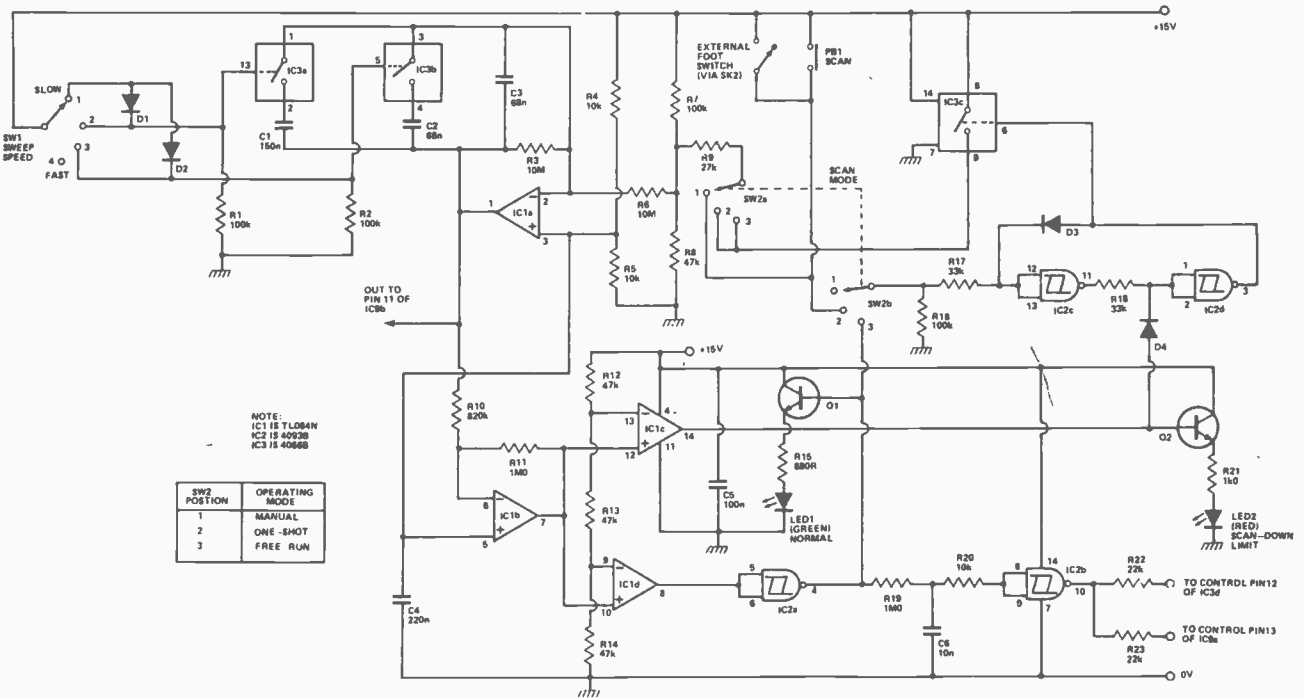 +15V
EXTERNAL
FOOT
SWITCH
(VIA SK2)
PB1
SCAN
SLOW
1
2
3
4
FAST
SW1
SWEEP
SPEED
D1
D2
13
1
IC3a
2
C1
150n
5
3
IC3b
4
C2
68n
C3
68n
R3
10M
R1
100k
R2
100k
R4
10k
R5
10k
R6
10M
R7
100k
R8
47k
R9
27k
1
IC1a
2
3
1
SW2a
2
3
SCAN
MODE
14
8
IC3c
6
7
9
D3
R17
33k
12
13
IC2c
11
R18
33k
1
2
IC2d
3
1
2
3
SW2b
R16
100k
D4
OUT TO
PIN 11 OF
IC9b
R10
820k
R11
1M0
R12
47k
R13
47k
R14
47k
+15V
13
12
IC1c
4
11
14
C5
100n
Q1
R15
680R
LED1
(GREEN)
NORMAL
Q2
R21
1k0
LED2
(RED)
SCAN-DOWN
LIMIT
NOTE:
IC1 IS TL084N
IC2 IS 4093B
IC3 IS 4066B
SW2
POSTION
OPERATING
MODE
1 MANUAL
2 ONE-SHOT
3 FREE RUN
6
5
IC1b
7
9
10
IC1d
8
5
6
IC2a
4
R19
1M0
R20
10k
C6
10n
8
9
14
7
IC2b
10
R22
22k
TO CONTROL PIN12
OF IC3d
R23
22k
TO CONTROL PIN13
OF IC9a
C4
220n
0V